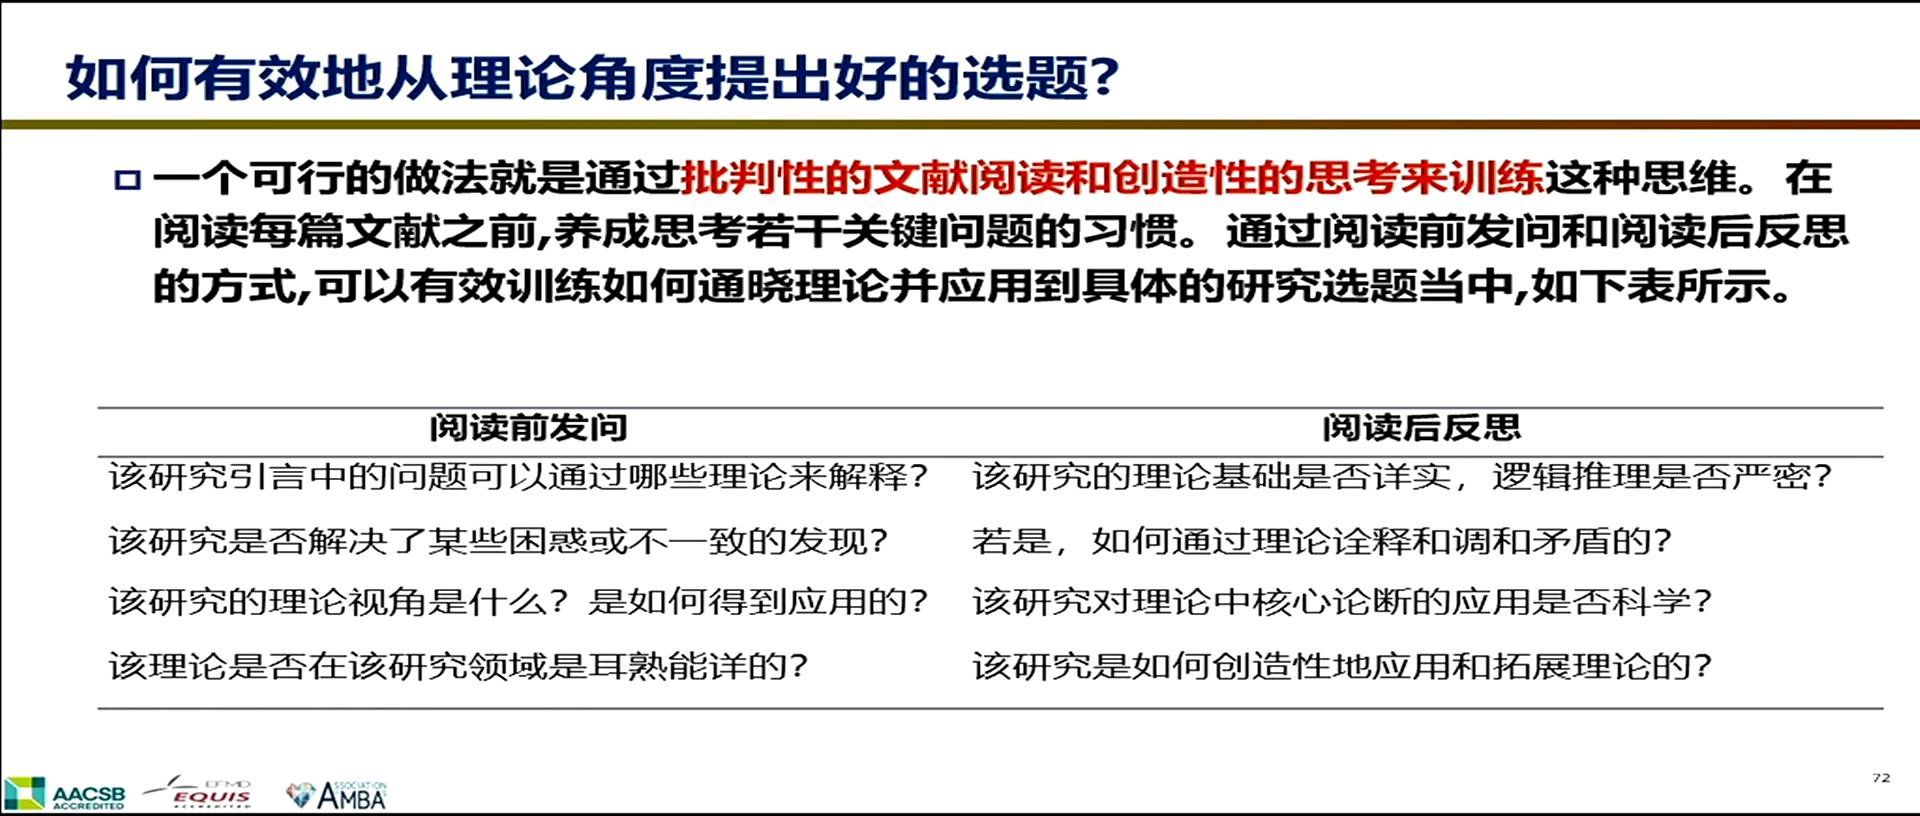 如何有效地从理论角度提出好的选题?
一个可行的做法就是通过批判性的文献阅读和创造性的思考来训练这种思维。在
阅读每篇文献之前,养成思考若干关键问题的习惯。通过阅读前发问和阅读后反思
的方式,可以有效训练如何通晓理论并应用到具体的研究选题当中,如下表所示。
阅读前发问 阅读后反思
该研究引言中的问题可以通过哪些理论来解释? 该研究的理论基础是否详实，逻辑推理是否严密?
该研究是否解决了某些困惑或不一致的发现? 若是，如何通过理论诠释和调和矛盾的?
该研究的理论视角是什么? 是如何得到应用的? 该研究对理论中核心论断的应用是否科学?
该理论是否在该研究领域是耳熟能详的? 该研究是如何创造性地应用和拓展理论的?
72
AACSB
ACCREDITED
EFMD
EQUIS
ACCREDITED
ASSOCIATION
AMBA